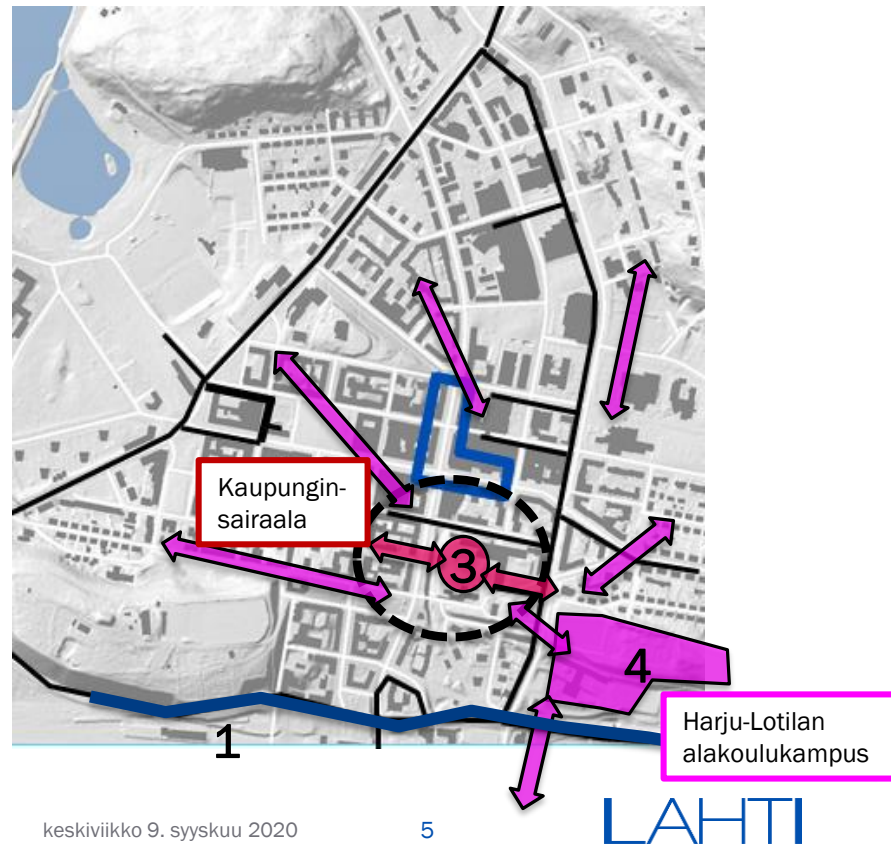 Kaupungin-
sairaala
3
4
1
Harju-Lotilan
alakoulukampus
keskiviikko 9. syyskuu 2020
5
LAHTI